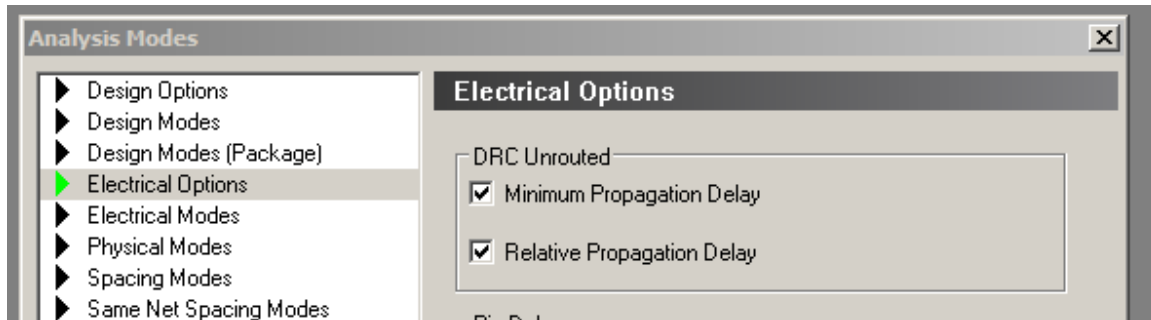 Analysis Modes
Design Options
Design Modes
Design Modes (Package)
Electrical Options
Electrical Modes
Physical Modes
Spacing Modes
Same Net Spacing Modes
Electrical Options
DRC Unrouted
Minimum Propagation Delay
Relative Propagation Delay